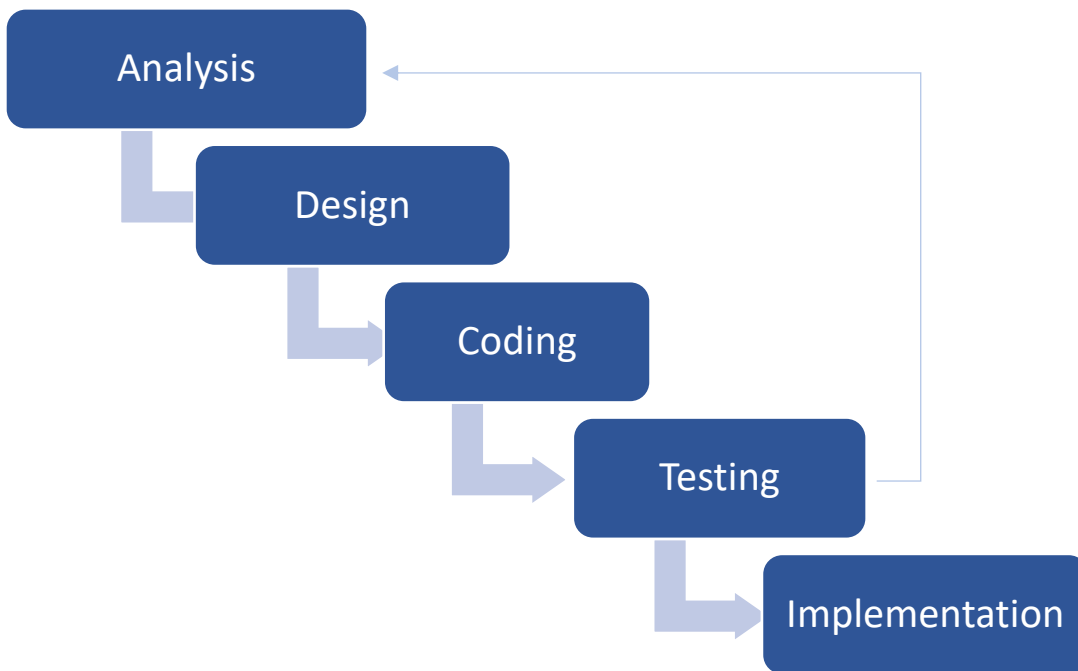 Analysis
Design
Coding
Testing
Implementation